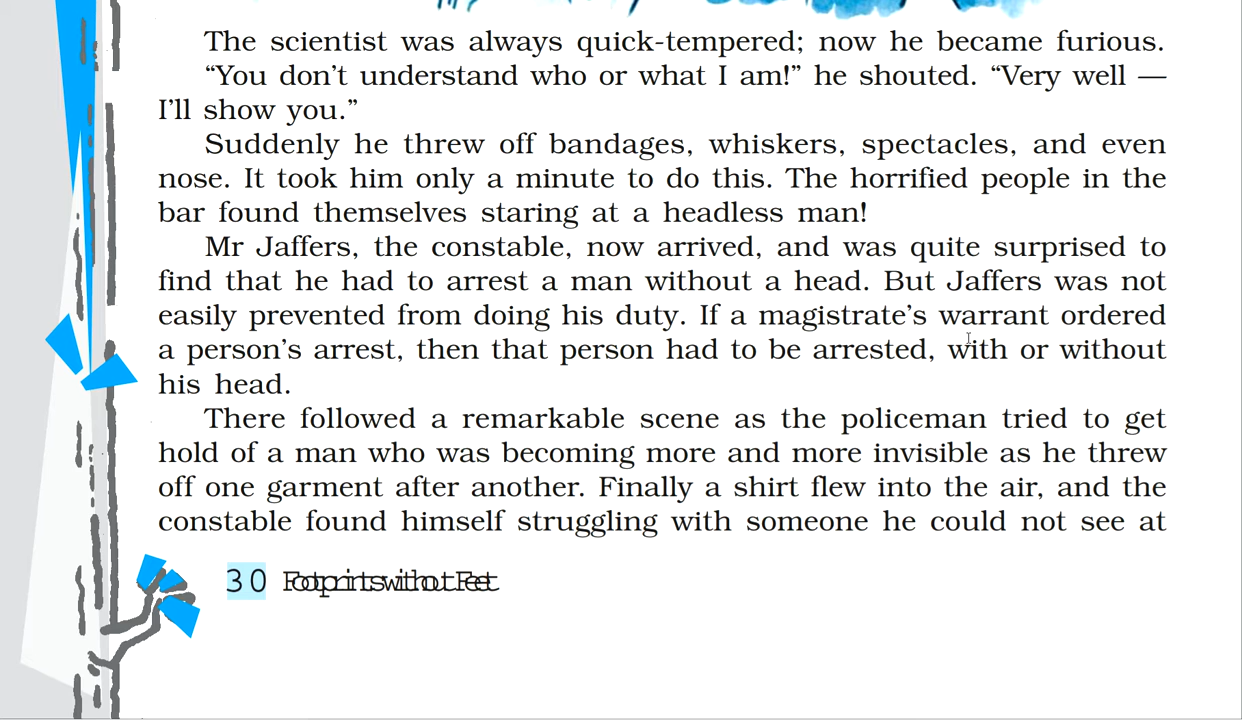 The scientist was always quick-tempered; now he became furious.
“You don’t understand who or what I am!” he shouted. “Very well —
I’ll show you.”
Suddenly he threw off bandages, whiskers, spectacles, and even
nose. It took him only a minute to do this. The horrified people in the
bar found themselves staring at a headless man!
Mr Jaffers, the constable, now arrived, and was quite surprised to
find that he had to arrest a man without a head. But Jaffers was not
easily prevented from doing his duty. If a magistrate’s warrant ordered
a person’s arrest, then that person had to be arrested, with or without
his head.
There followed a remarkable scene as the policeman tried to get
hold of a man who was becoming more and more invisible as he threw
off one garment after another. Finally a shirt flew into the air, and the
constable found himself struggling with someone he could not see at
30 Footprints without Feet